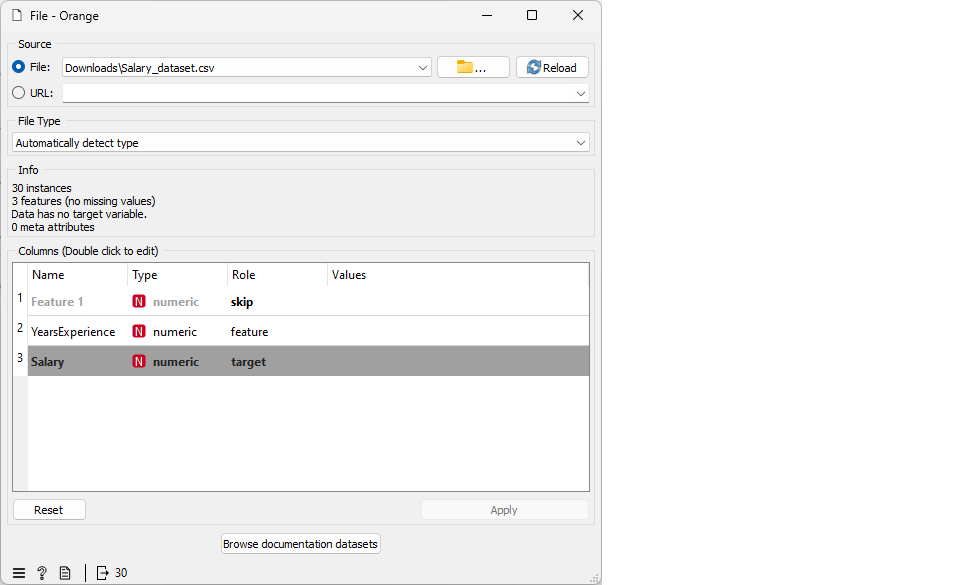 File - Orange
Source
File: Downloads\Salary_dataset.csv ... Reload
URL:
File Type
Automatically detect type
Info
30 instances
3 features (no missing values)
Data has no target variable.
0 meta attributes
Columns (Double click to edit)
Name Type Role Values
1 Feature 1 N numeric skip
2 YearsExperience N numeric feature
3 Salary N numeric target
Reset Apply
Browse documentation datasets
? 30